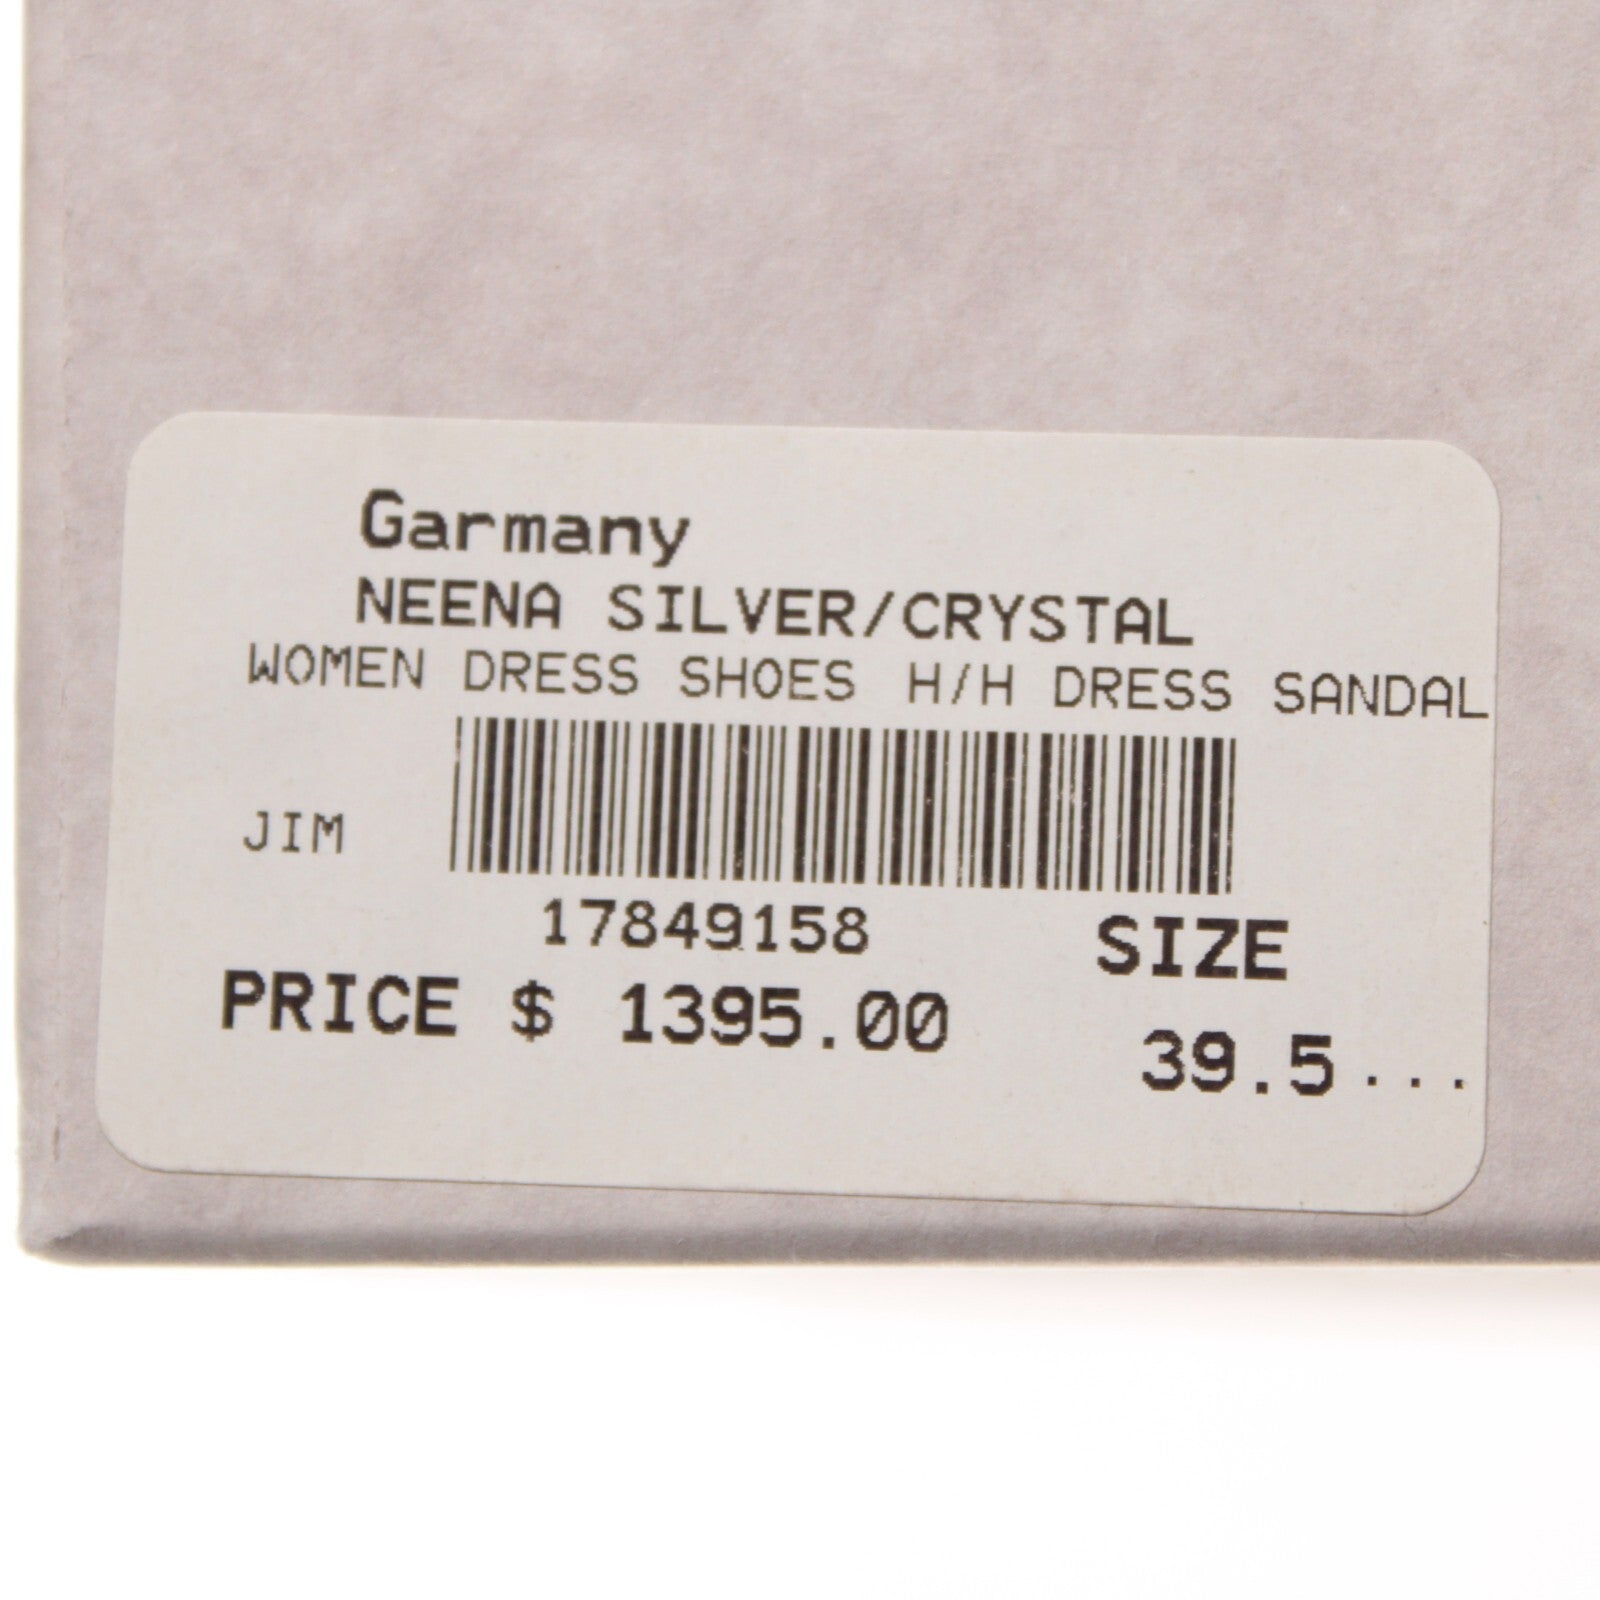 Garmany
NEENA SILVER/CRYSTAL
WOMEN DRESS SHOES H/H DRESS SANDAL
JIM
17849158
SIZE
PRICE $ 1395.00
39.5...